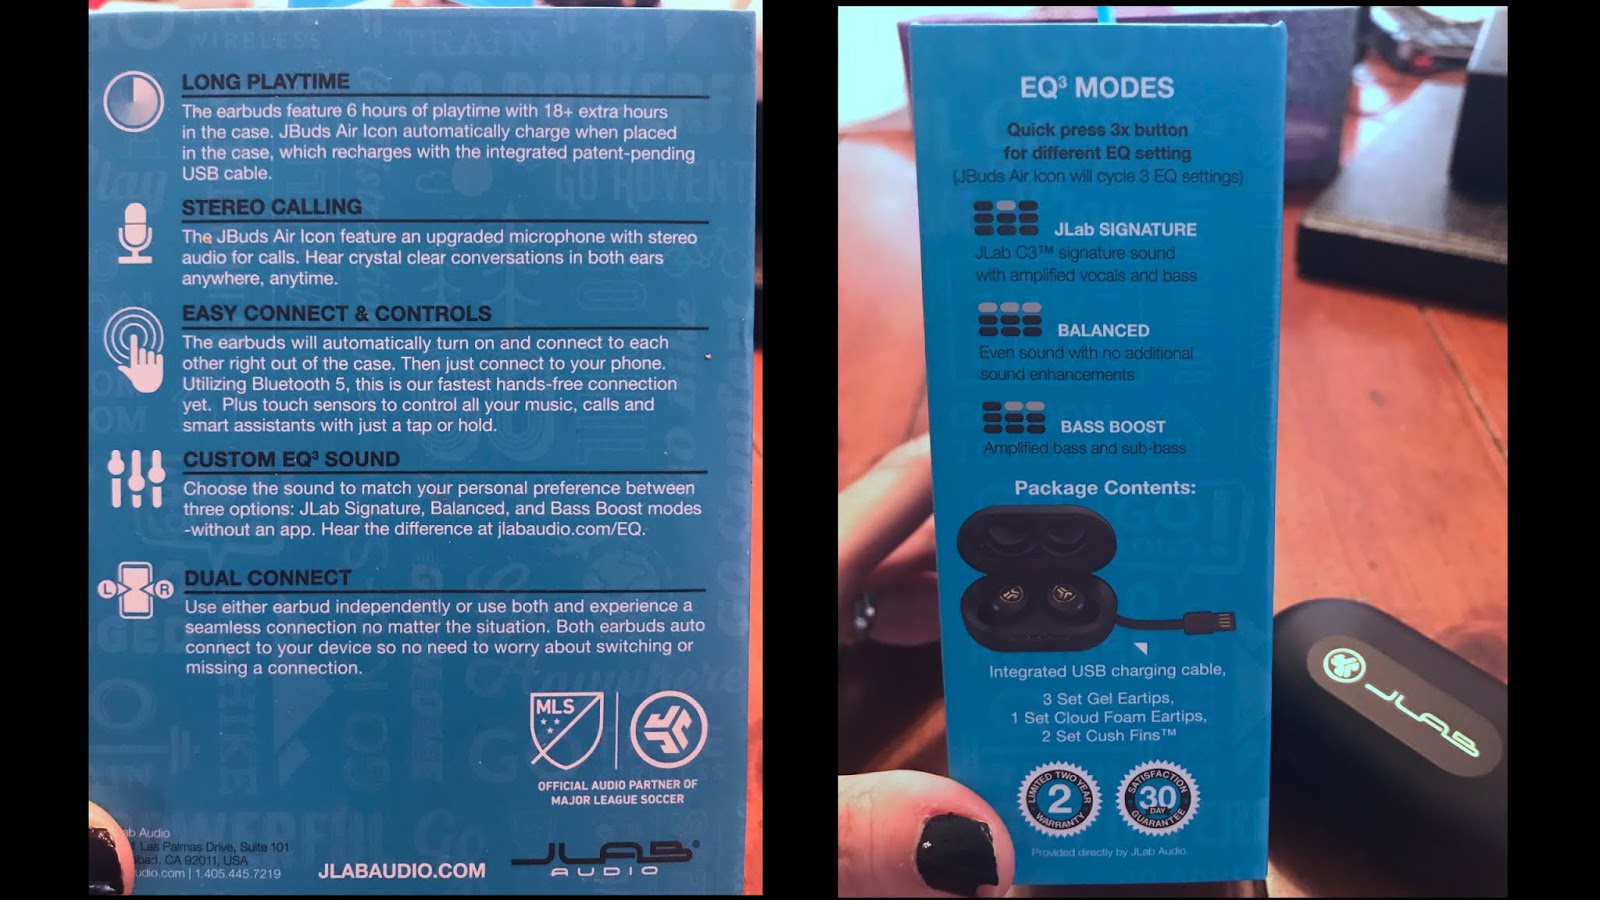 LONG PLAYTIME
The earbuds feature 6 hours of playtime with 18+ extra hours
in the case. JBuds Air Icon automatically charge when placed
in the case, which recharges with the integrated patent-pending
USB cable.
STEREO CALLING
The JBuds Air Icon feature an upgraded microphone with stereo
audio for calls. Hear crystal clear conversations in both ears
anywhere, anytime.
EASY CONNECT & CONTROLS
The earbuds will automatically turn on and connect to each
other right out of the case. Then just connect to your phone.
Utilizing Bluetooth 5, this is our fastest hands-free connection
yet. Plus touch sensors to control all your music, calls and
smart assistants with just a tap or hold.
CUSTOM EQ³ SOUND
Choose the sound to match your personal preference between
three options: JLab Signature, Balanced, and Bass Boost modes
-without an app. Hear the difference at jlabaudio.com/EQ.
DUAL CONNECT
L R
Use either earbud independently or use both and experience a
seamless connection no matter the situation. Both earbuds auto
connect to your device so no need to worry about switching or
missing a connection.
MLS
OFFICIAL AUDIO PARTNER OF
MAJOR LEAGUE SOCCER
Audio
Las Palmas Drive, Suite 101
CA 92011, USA
| 1.405.445.7219
JLABAUDIO.COM
JLAB®
AUDIO
EQ³ MODES
Quick press 3x button
for different EQ setting
(JBuds Air Icon will cycle 3 EQ settings)
JLab SIGNATURE
JLab C3™ signature sound
with amplified vocals and bass
BALANCED
Even sound with no additional
sound enhancements
BASS BOOST
Amplified bass and sub-bass
Package Contents:
Integrated USB charging cable,
3 Set Gel Eartips,
1 Set Cloud Foam Eartips,
2 Set Cush Fins™
LIMITED TWO YEAR
2
WARRANTY
SATISFACTION
30
DAY
GUARANTEE
Provided directly by JLab Audio.
JLAB